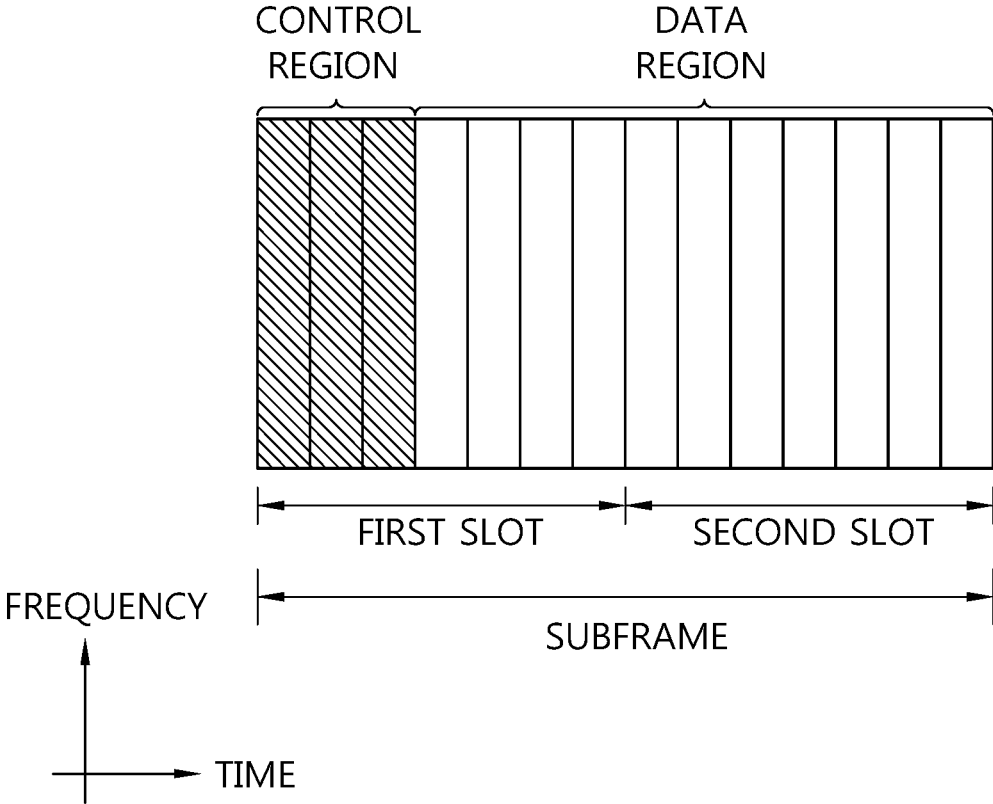 CONTROL
REGION
DATA
REGION
FIRST SLOT
SECOND SLOT
SUBFRAME
FREQUENCY
TIME